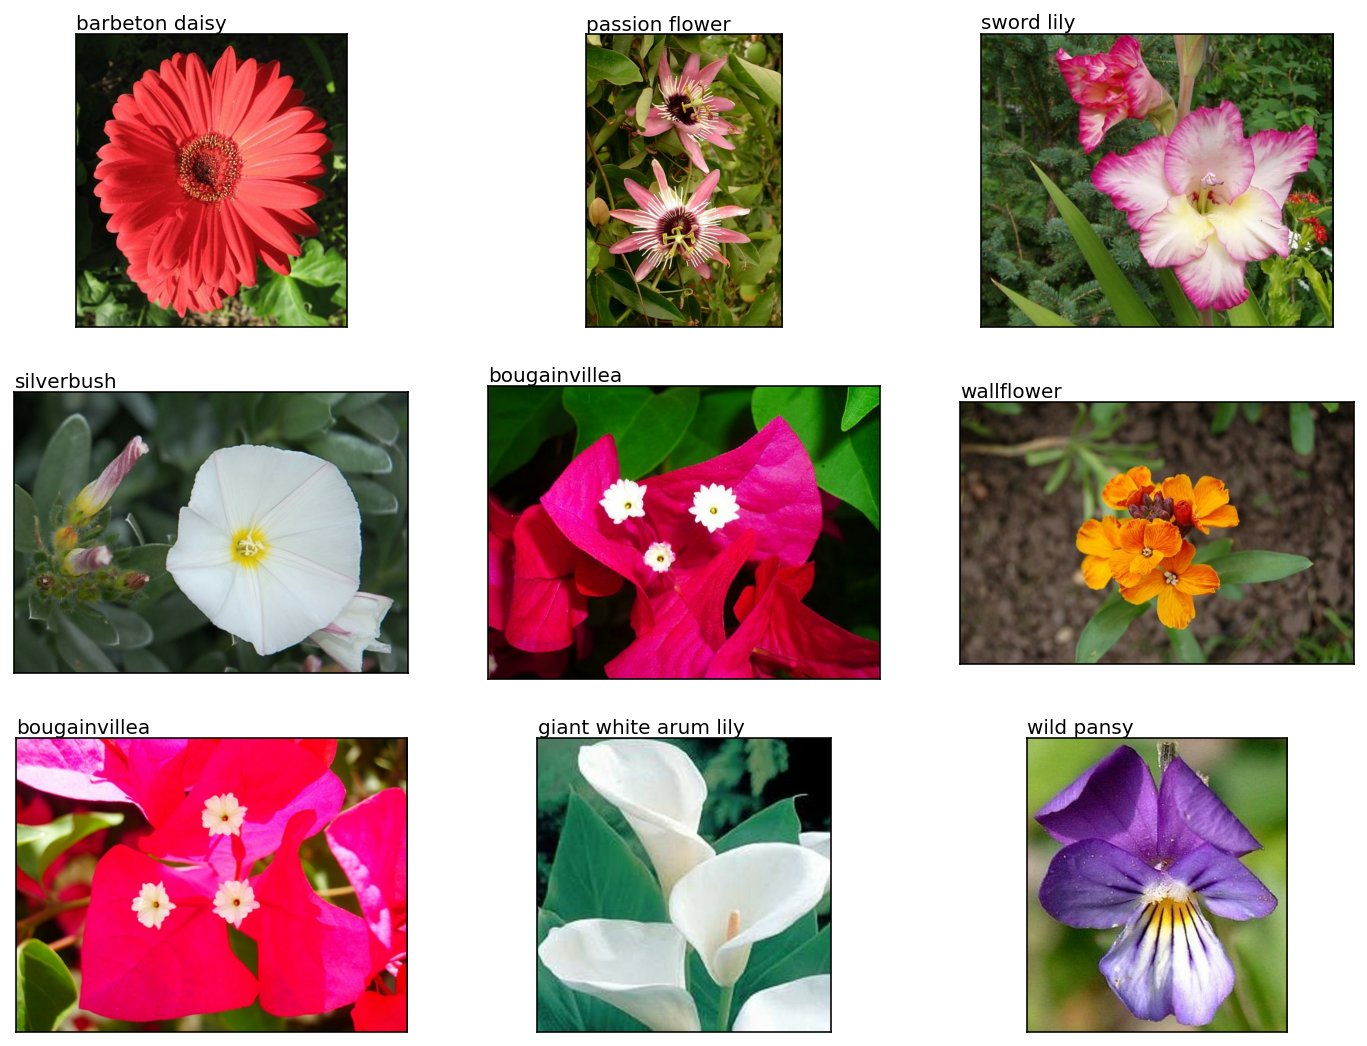 barbeton daisy
passion flower
sword lily
silverbush
bougainvillea
wallflower
bougainvillea
giant white arum lily
wild pansy